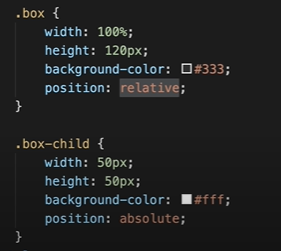 .box {
width: 100%;
height: 120px;
background-color: #333;
position: relative;
}
.box-child {
width: 50px;
height: 50px;
background-color: #fff;
position: absolute;
}